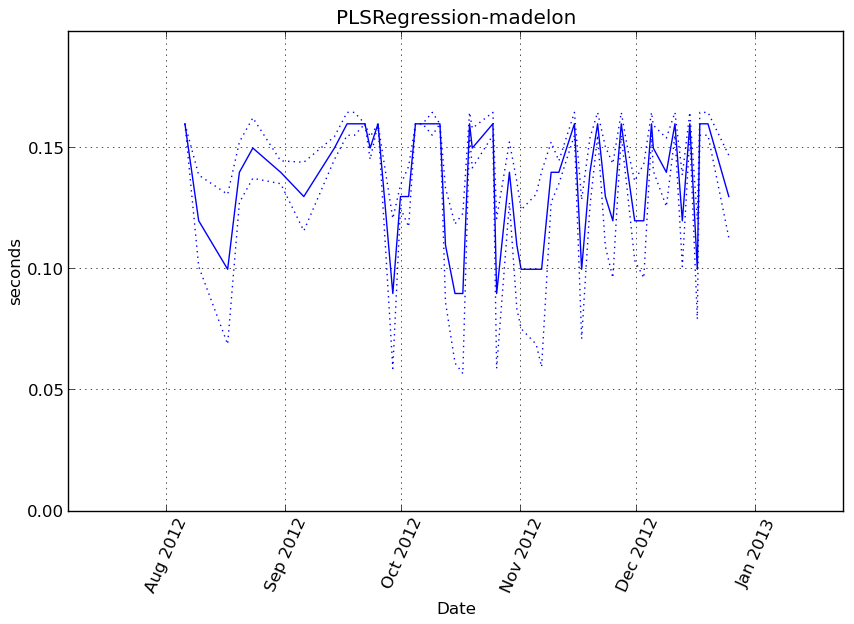 PLSRegression-madelon
seconds
0.15
0.10
0.05
0.00
Aug 2012
Sep 2012
Oct 2012
Nov 2012
Dec 2012
Jan 2013
Date